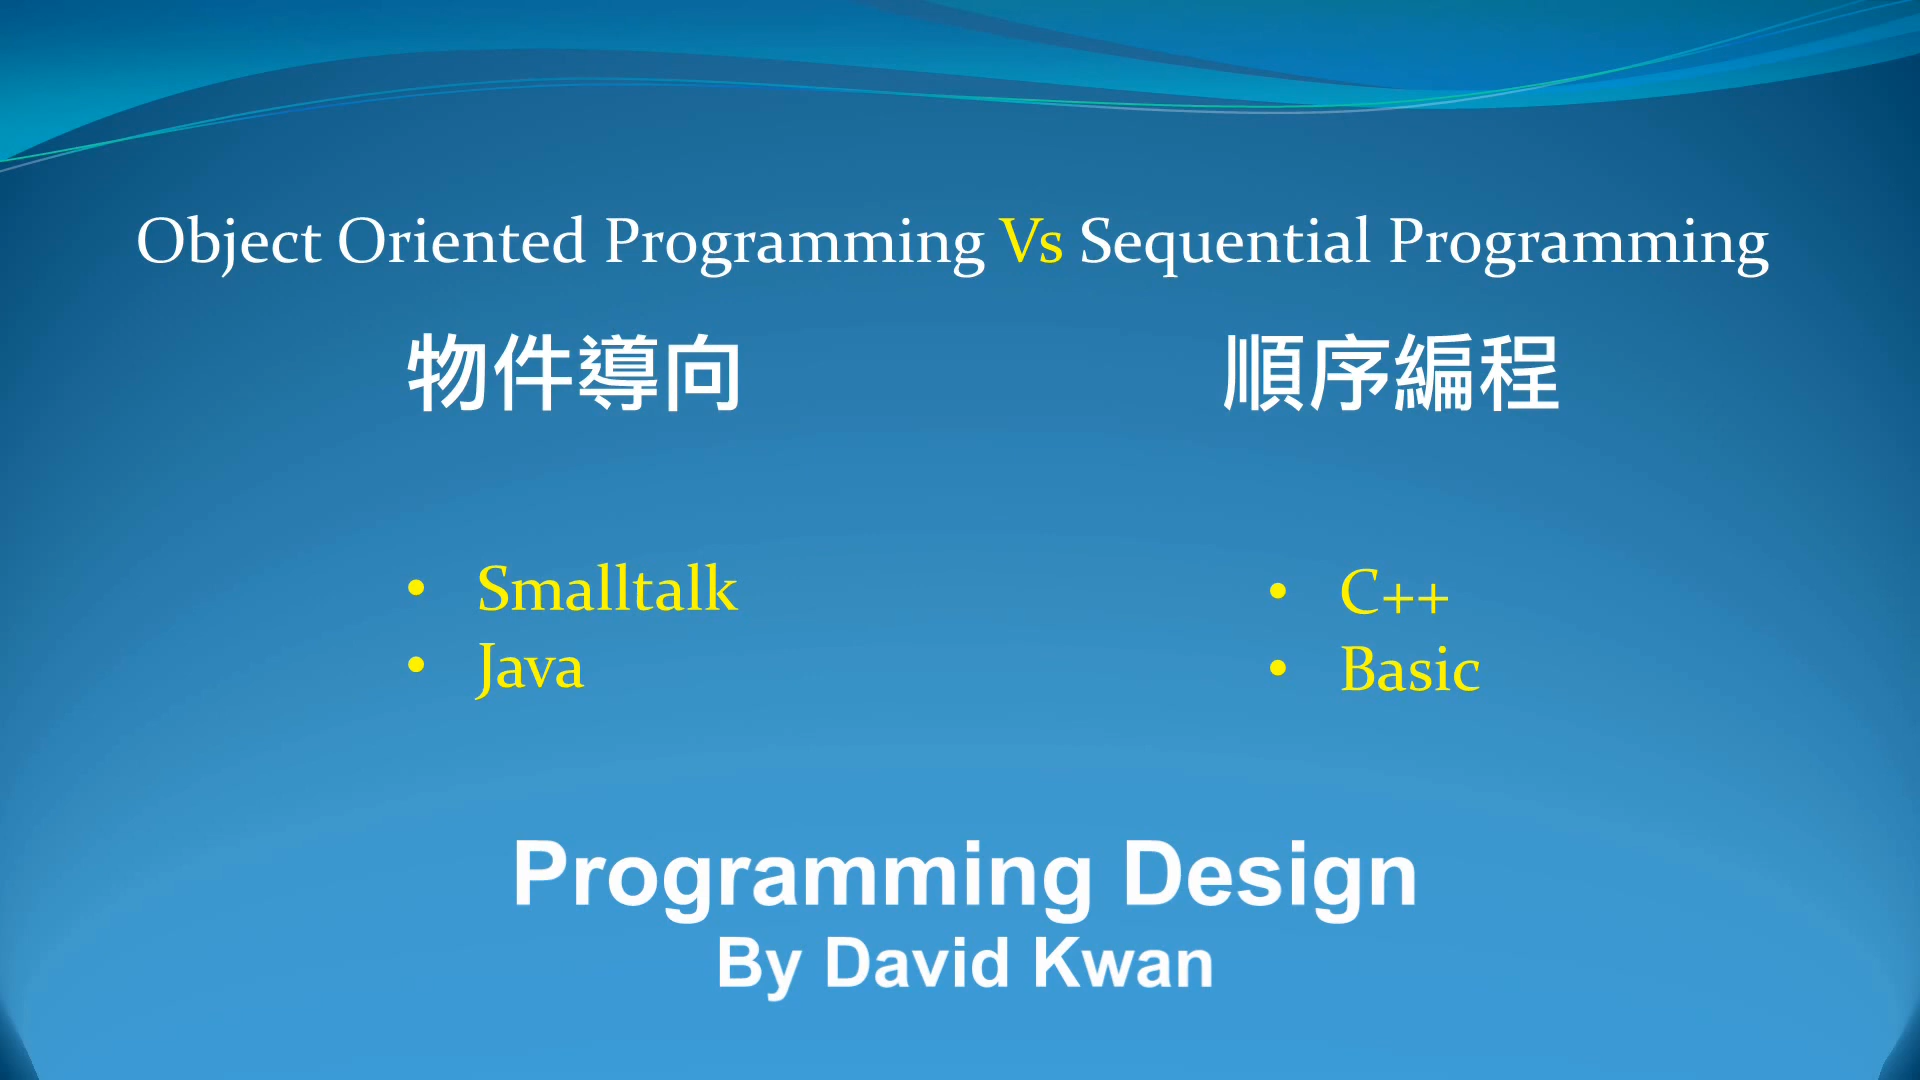 Object Oriented Programming Vs Sequential Programming
物件導向 順序編程
• Smalltalk
• Java
• C++
• Basic
Programming Design
By David Kwan